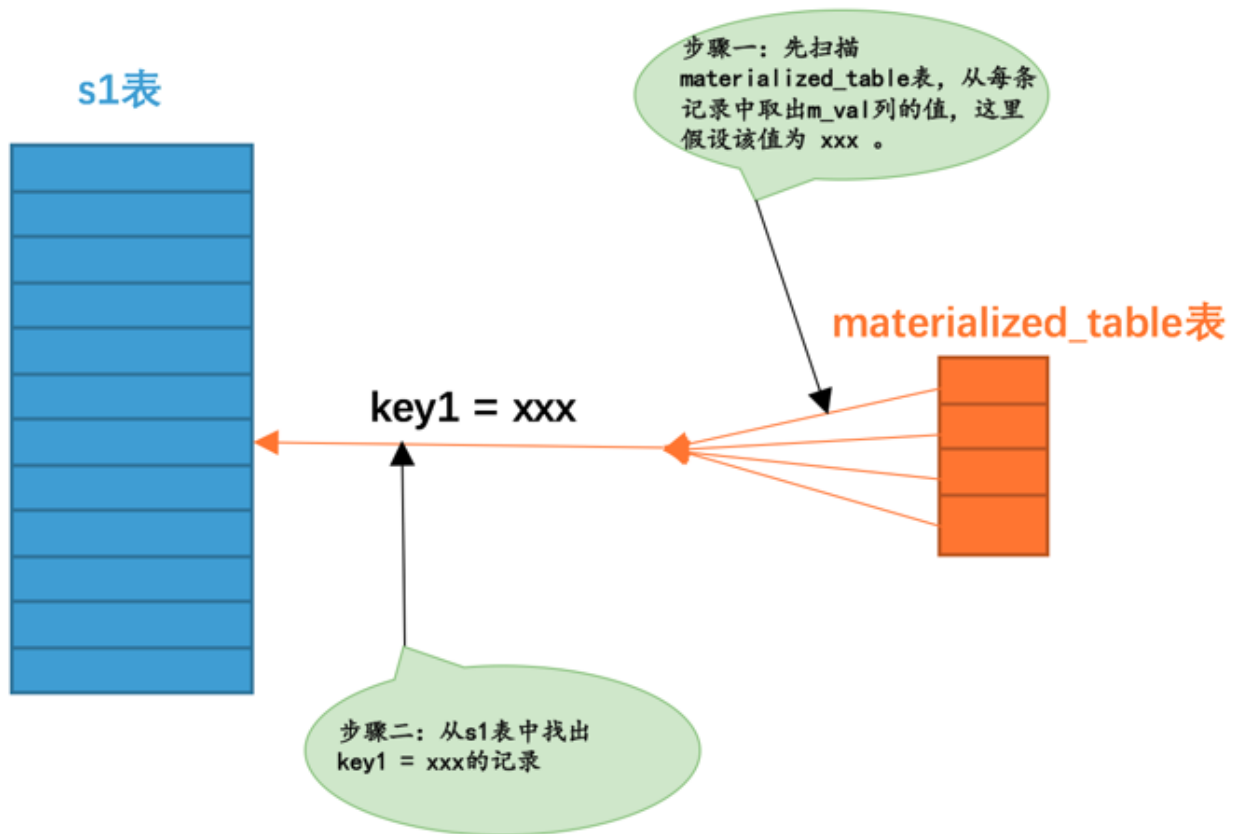 s1表
步骤一：先扫描
materialized_table表，从每条
记录中取出m_val列的值，这里
假设该值为 xxx 。
materialized_table表
key1 = xxx
步骤二：从s1表中找出
key1 = xxx的记录